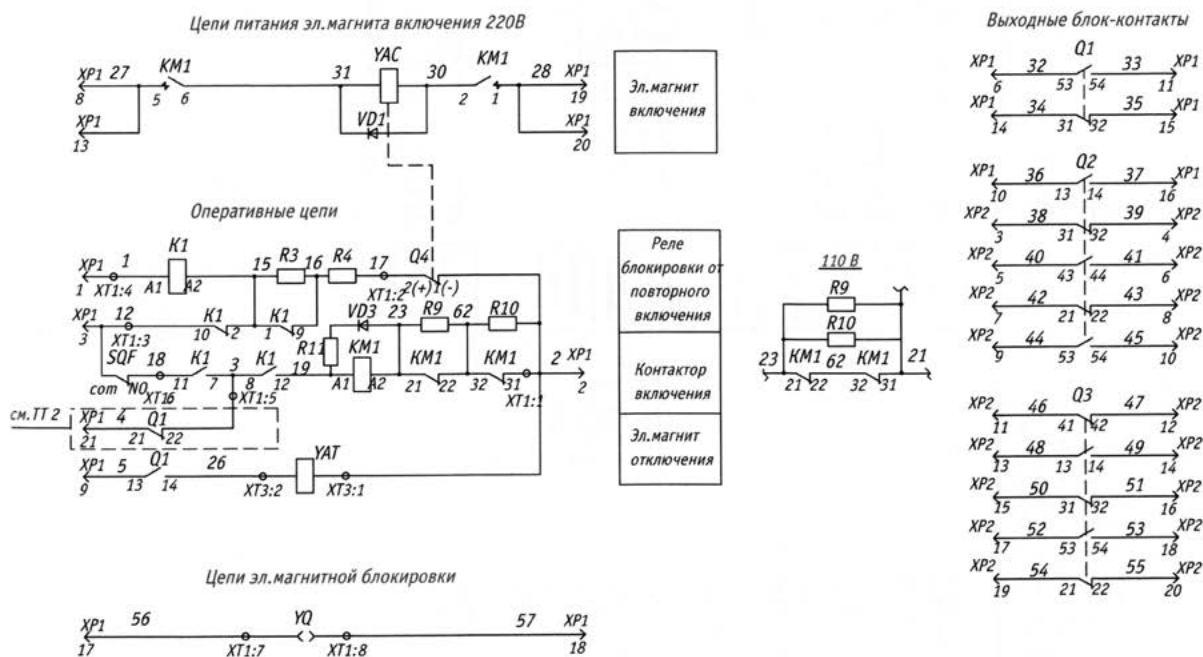 Цепи питания эл.магнита включения 220В
XP1 27 KM1 31 YAC 30 KM1 28 XP1
8 5 6 2 1 19
VD1
XP1 XP1
13 20
Эл.магнит
включения
Оперативные цепи
XP1 1 K1 15 R3 16 R4 17 Q4
1 XT1:4 A1 A2 XT1:2 2(+) 1(-)
XP1 12 K1 K1 VD3 23 R9 62 R10
3 XT1:3 10 2 1 9
R11
SQF 18 K1 3 K1 19 KM1 KM1 KM1 2 XP1
com NO XT1:6 11 7 8 12 A1 A2 21 22 32 31 2
XT1:5 XT1:1
см.ТТ 2
XP1 4 Q1
21 21 22
XP1 5 Q1 26 YAT
9 13 14 XT3:2 XT3:1
Реле
блокировки от
повторного
включения
Контактор
включения
Эл.магнит
отключения
110 В
R9
R10
23 KM1 62 KM1 21
21 22 32 31
Цепи эл.магнитной блокировки
XP1 56 YQ 57 XP1
17 XT1:7 XT1:8 18
Выходные блок-контакты
Q1
XP1 32 33 XP1
6 53 54 11
XP1 34 35 XP1
14 31 32 15
Q2
XP1 36 37 XP1
10 13 14 16
XP2 38 39 XP2
3 31 32 4
XP2 40 41 XP2
5 43 44 6
XP2 42 43 XP2
7 21 22 8
XP2 44 45 XP2
9 53 54 10
Q3
XP2 46 47 XP2
11 41 42 12
XP2 48 49 XP2
13 13 14 14
XP2 50 51 XP2
15 31 32 16
XP2 52 53 XP2
17 53 54 18
XP2 54 55 XP2
19 21 22 20